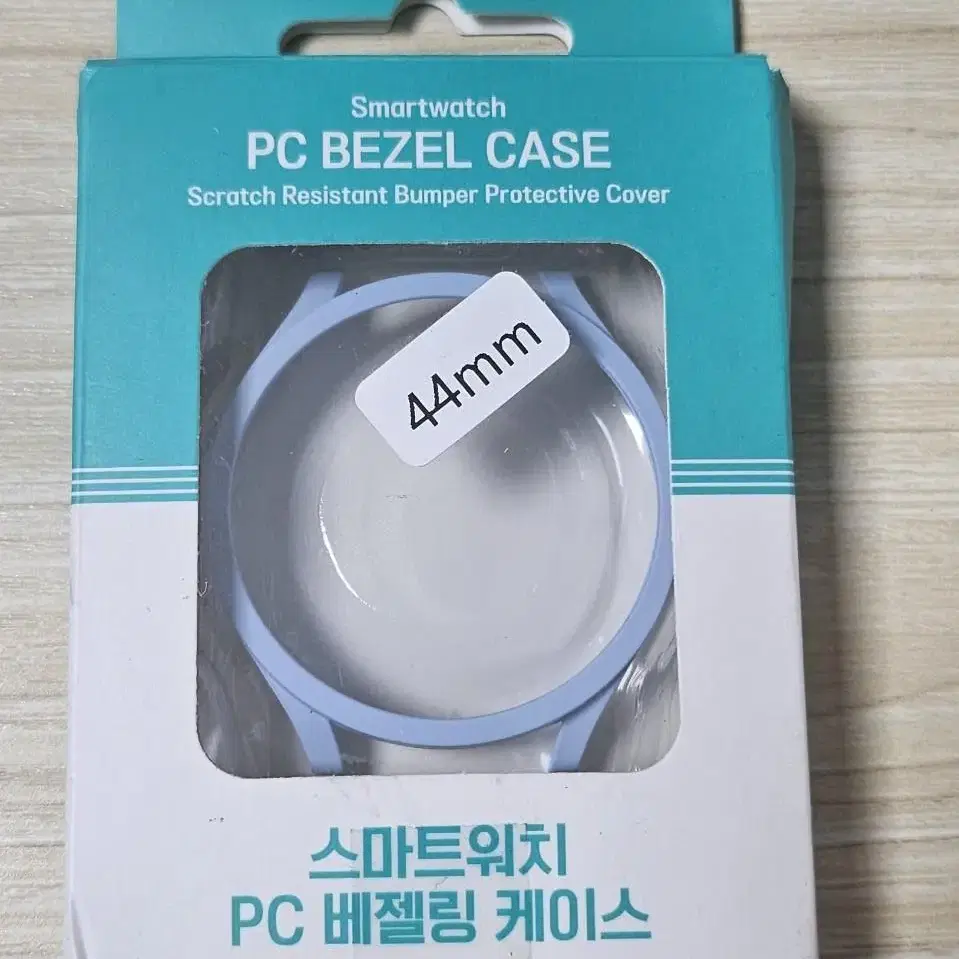 Smartwatch
PC BEZEL CASE
Scratch Resistant Bumper Protective Cover
44mm
스마트워치
PC 베젤링 케이스